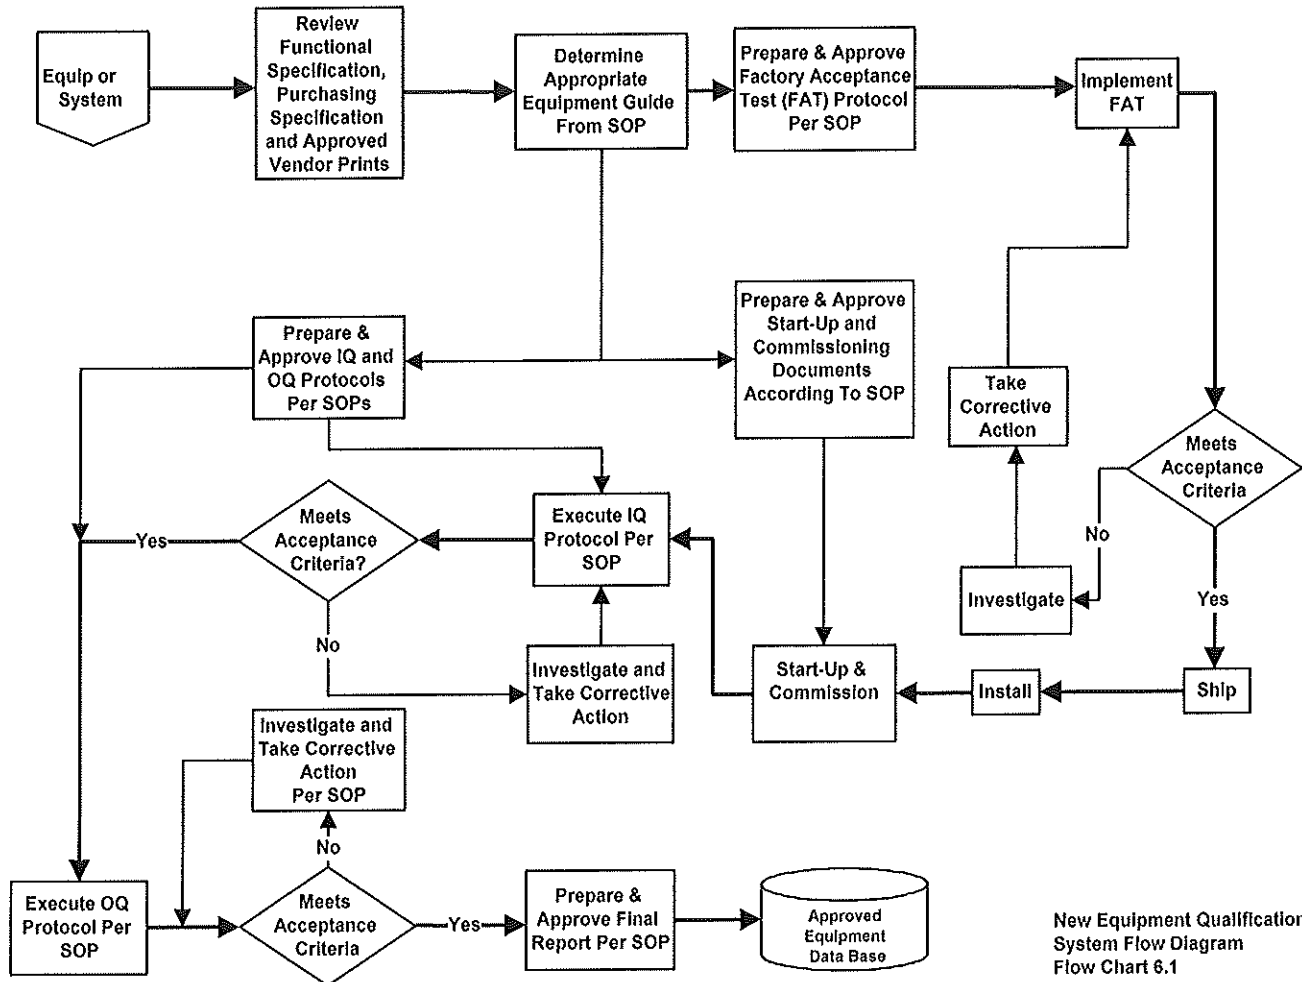 Equip or
System
Review
Functional
Specification,
Purchasing
Specification
and Approved
Vendor Prints
Determine
Appropriate
Equipment Guide
From SOP
Prepare & Approve
Factory Acceptance
Test (FAT) Protocol
Per SOP
Implement
FAT
Prepare &
Approve IQ and
OQ Protocols
Per SOPs
Prepare & Approve
Start-Up and
Commissioning
Documents
According To SOP
Take
Corrective
Action
Meets
Acceptance
Criteria
No
Yes
Investigate
Yes
Meets
Acceptance
Criteria?
Execute IQ
Protocol Per
SOP
No
Investigate and
Take Corrective
Action
Start-Up &
Commission
Install
Ship
Investigate and
Take Corrective
Action
Per SOP
No
Execute OQ
Protocol Per
SOP
Meets
Acceptance
Criteria
Yes
Prepare &
Approve Final
Report Per SOP
Approved
Equipment
Data Base
New Equipment Qualification
System Flow Diagram
Flow Chart 6.1